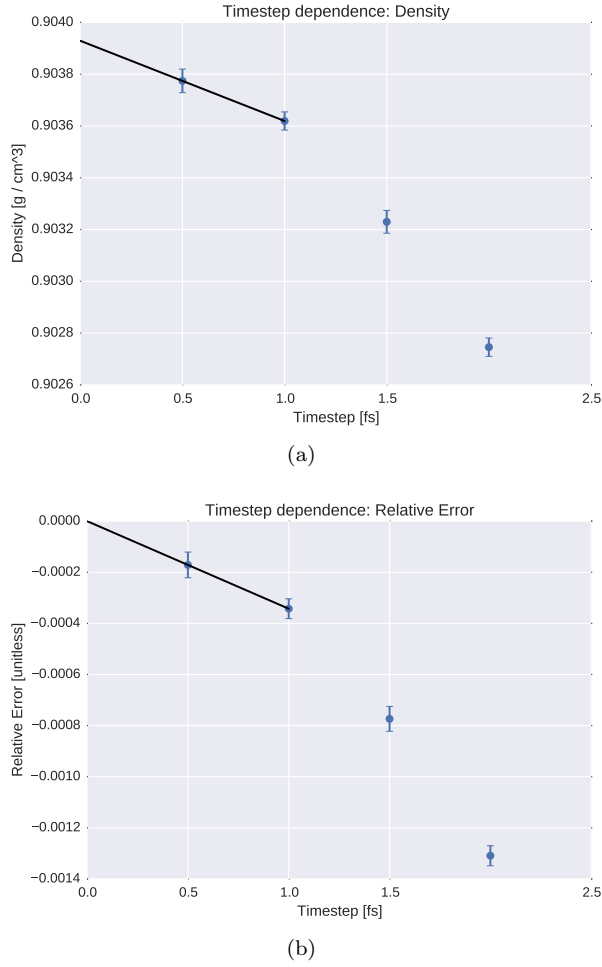 Timestep dependence: Density
0.9040
0.9038
0.9036
0.9034
0.9032
0.9030
0.9028
0.9026
Density [g / cm^3]
0.0 0.5 1.0 1.5 2.5
Timestep [fs]
(a)
Timestep dependence: Relative Error
0.0000
−0.0002
−0.0004
−0.0006
−0.0008
−0.0010
−0.0012
−0.0014
Relative Error [unitless]
0.0 0.5 1.0 1.5 2.5
Timestep [fs]
(b)